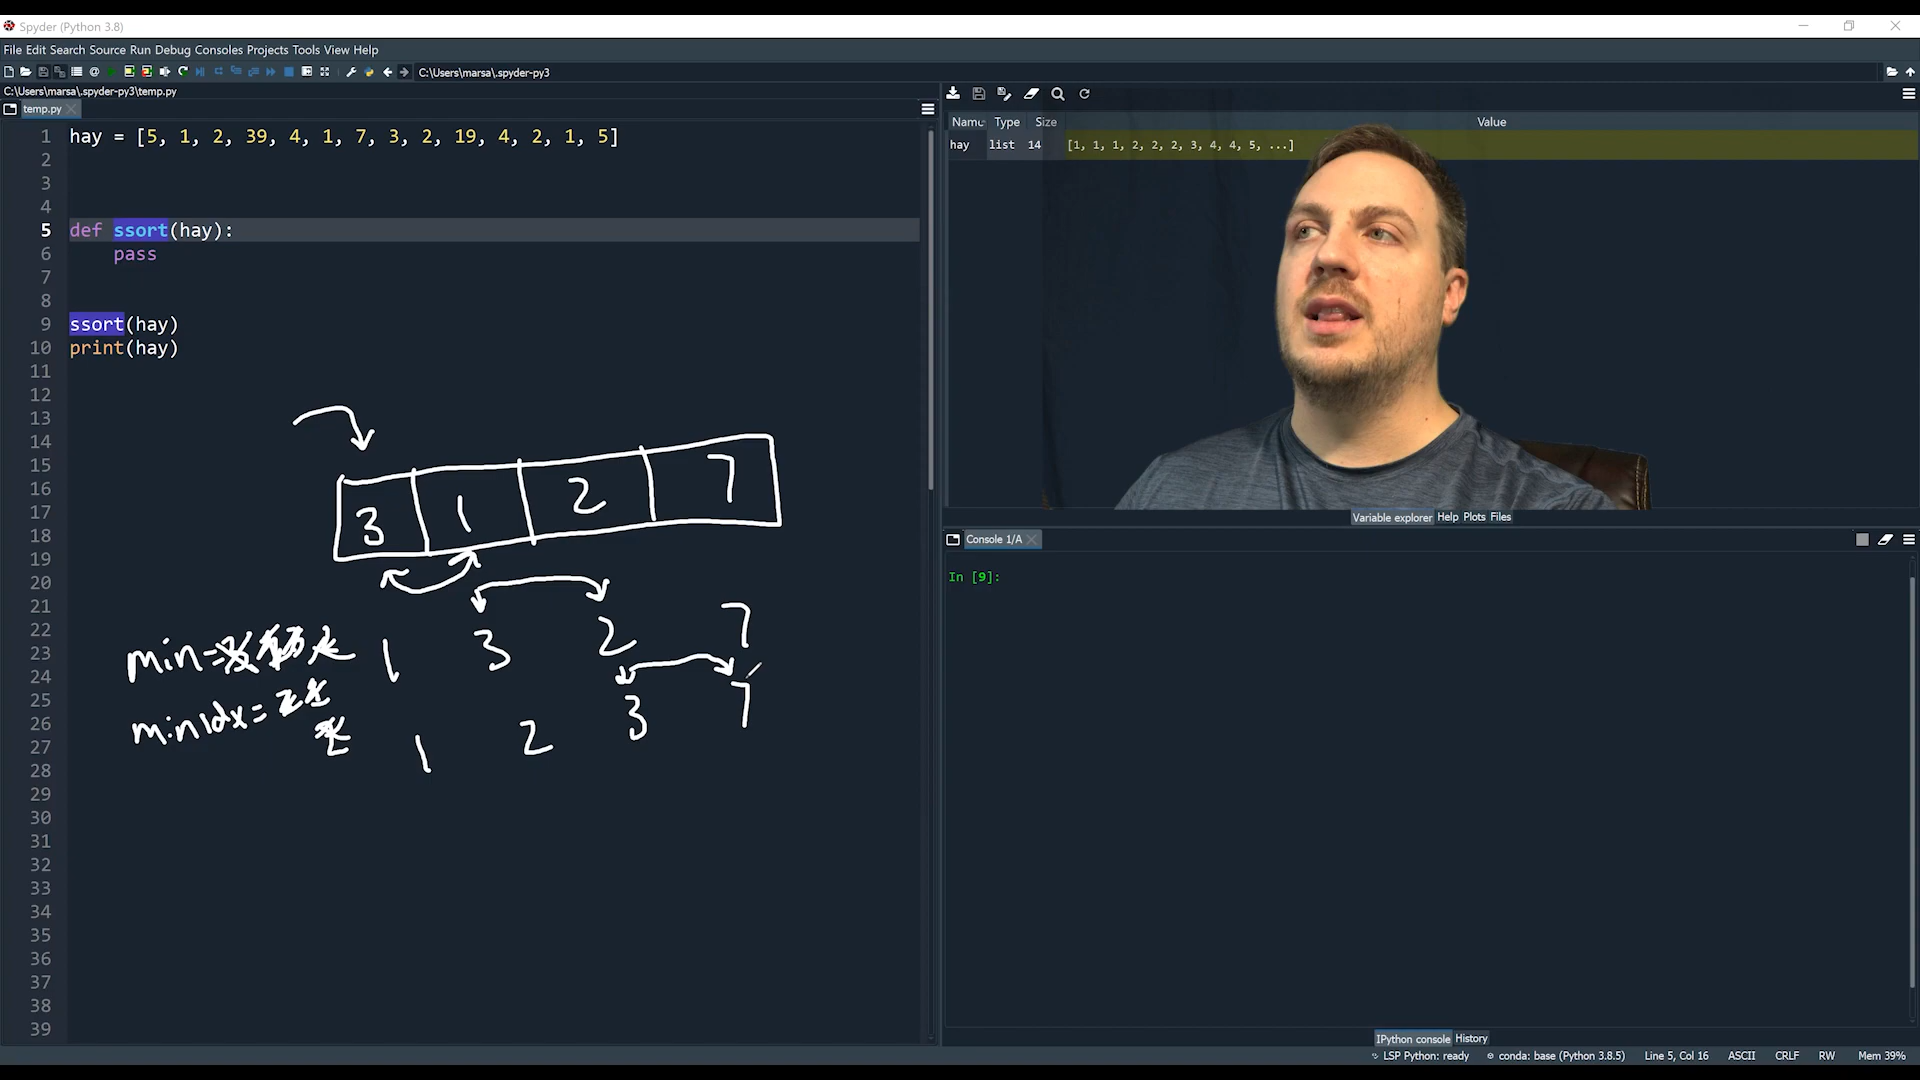 Spyder (Python 3.8)
File Edit Search Source Run Debug Consoles Projects Tools View Help
C:\Users\marsa\.spyder-py3
C:\Users\marsa\.spyder-py3\temp.py
temp.py
1 hay = [5, 1, 2, 39, 4, 1, 7, 3, 2, 19, 4, 2, 1, 5]
2
3
4
5 def ssort(hay):
6 pass
7
8
9 ssort(hay)
10 print(hay)
11
12
13
14
15
16
17
18
19
20
21
22
23
24
25
26
27
28
29
30
31
32
33
34
35
36
37
38
39
3 1 2 7
1 3 2 7
min=
minIdx=
1 2 3 7
Name Type Size Value
hay list 14 [1, 1, 1, 2, 2, 2, 3, 4, 4, 5, ...]
Variable explorer Help Plots Files
Console 1/A
In [9]:
IPython console History
LSP Python: ready conda: base (Python 3.8.5) Line 5, Col 16 ASCII CRLF RW Mem 39%